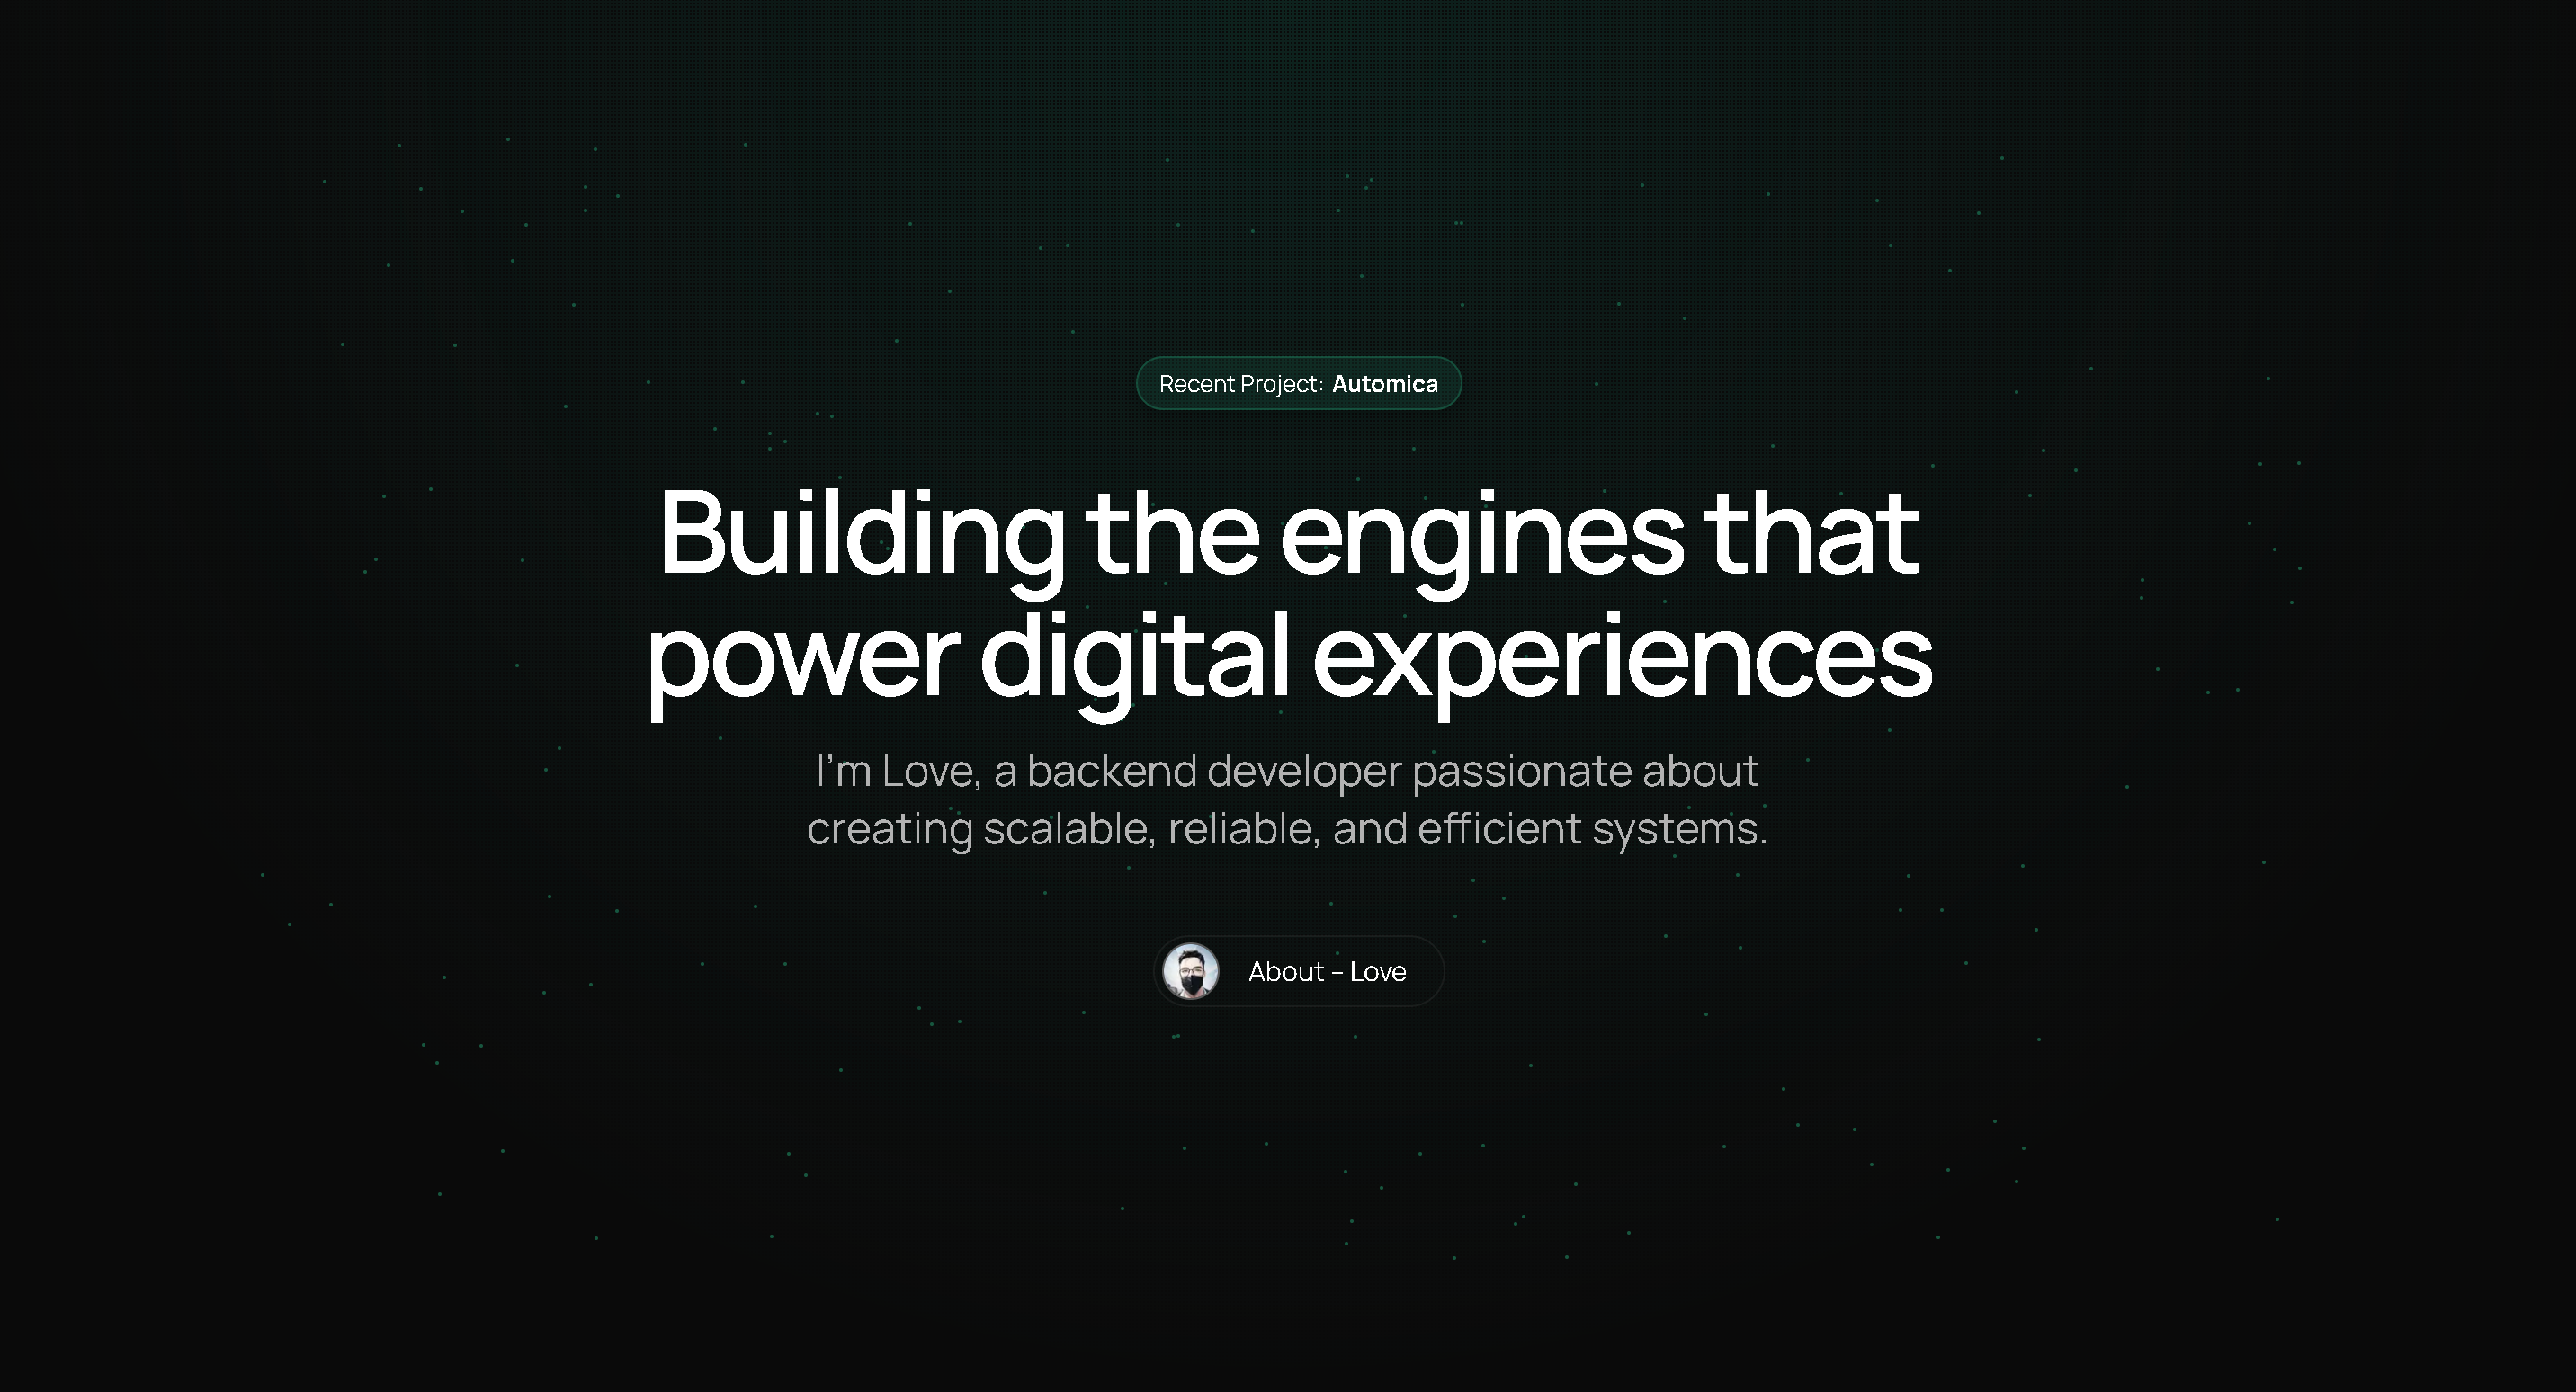 Recent Project: Automica
Building the engines that
power digital experiences
I'm Love, a backend developer passionate about
creating scalable, reliable, and efficient systems.
About – Love